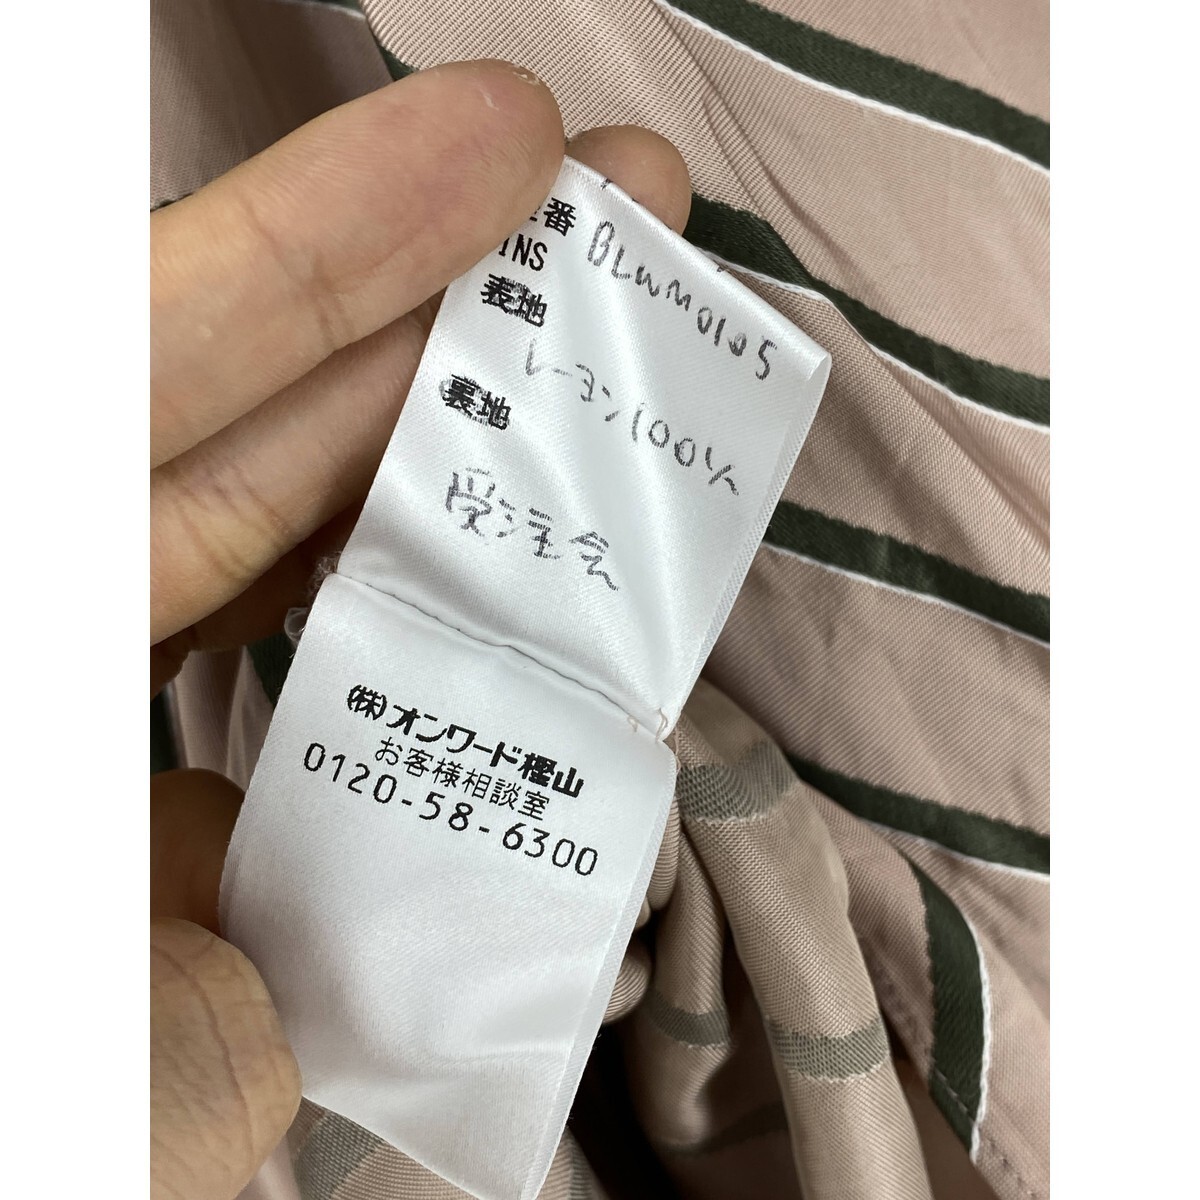 番 BLWM0105
INS
表地
レーヨン100%
裏地
受注会
(株)オンワード樫山
お客様相談室
0120-58-6300